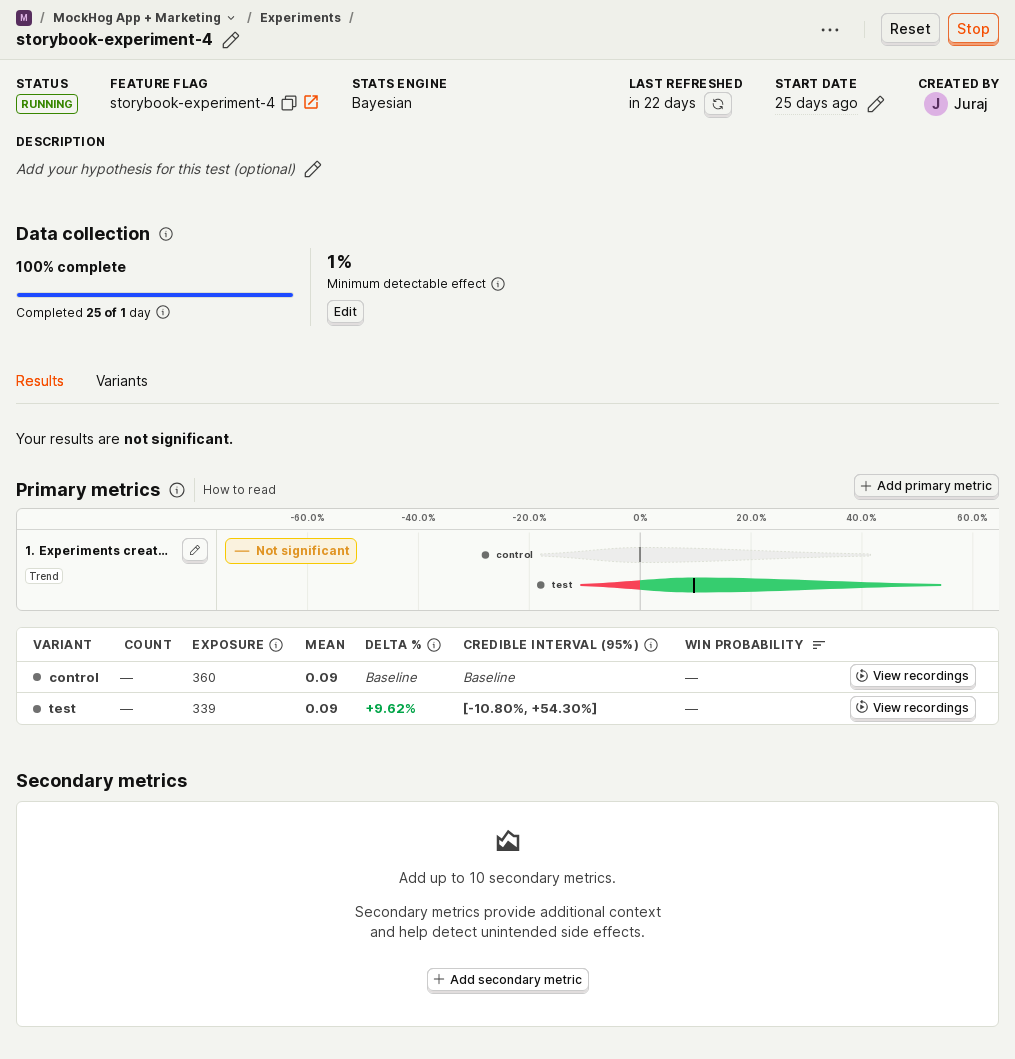 M / MockHog App + Marketing / Experiments /
storybook-experiment-4
Reset
Stop
STATUS
RUNNING
FEATURE FLAG
storybook-experiment-4
STATS ENGINE
Bayesian
LAST REFRESHED
in 22 days
START DATE
25 days ago
CREATED BY
J Juraj
DESCRIPTION
Add your hypothesis for this test (optional)
Data collection
100% complete
Completed 25 of 1 day
1%
Minimum detectable effect
Edit
Results
Variants
Your results are not significant.
Primary metrics
How to read
Add primary metric
-60.0% -40.0% -20.0% 0% 20.0% 40.0% 60.0%
1. Experiments creat...
Trend
— Not significant
control
test
VARIANT COUNT EXPOSURE MEAN DELTA % CREDIBLE INTERVAL (95%) WIN PROBABILITY
control — 360 0.09 Baseline Baseline — View recordings
test — 339 0.09 +9.62% [-10.80%, +54.30%] — View recordings
Secondary metrics
Add up to 10 secondary metrics.
Secondary metrics provide additional context
and help detect unintended side effects.
Add secondary metric